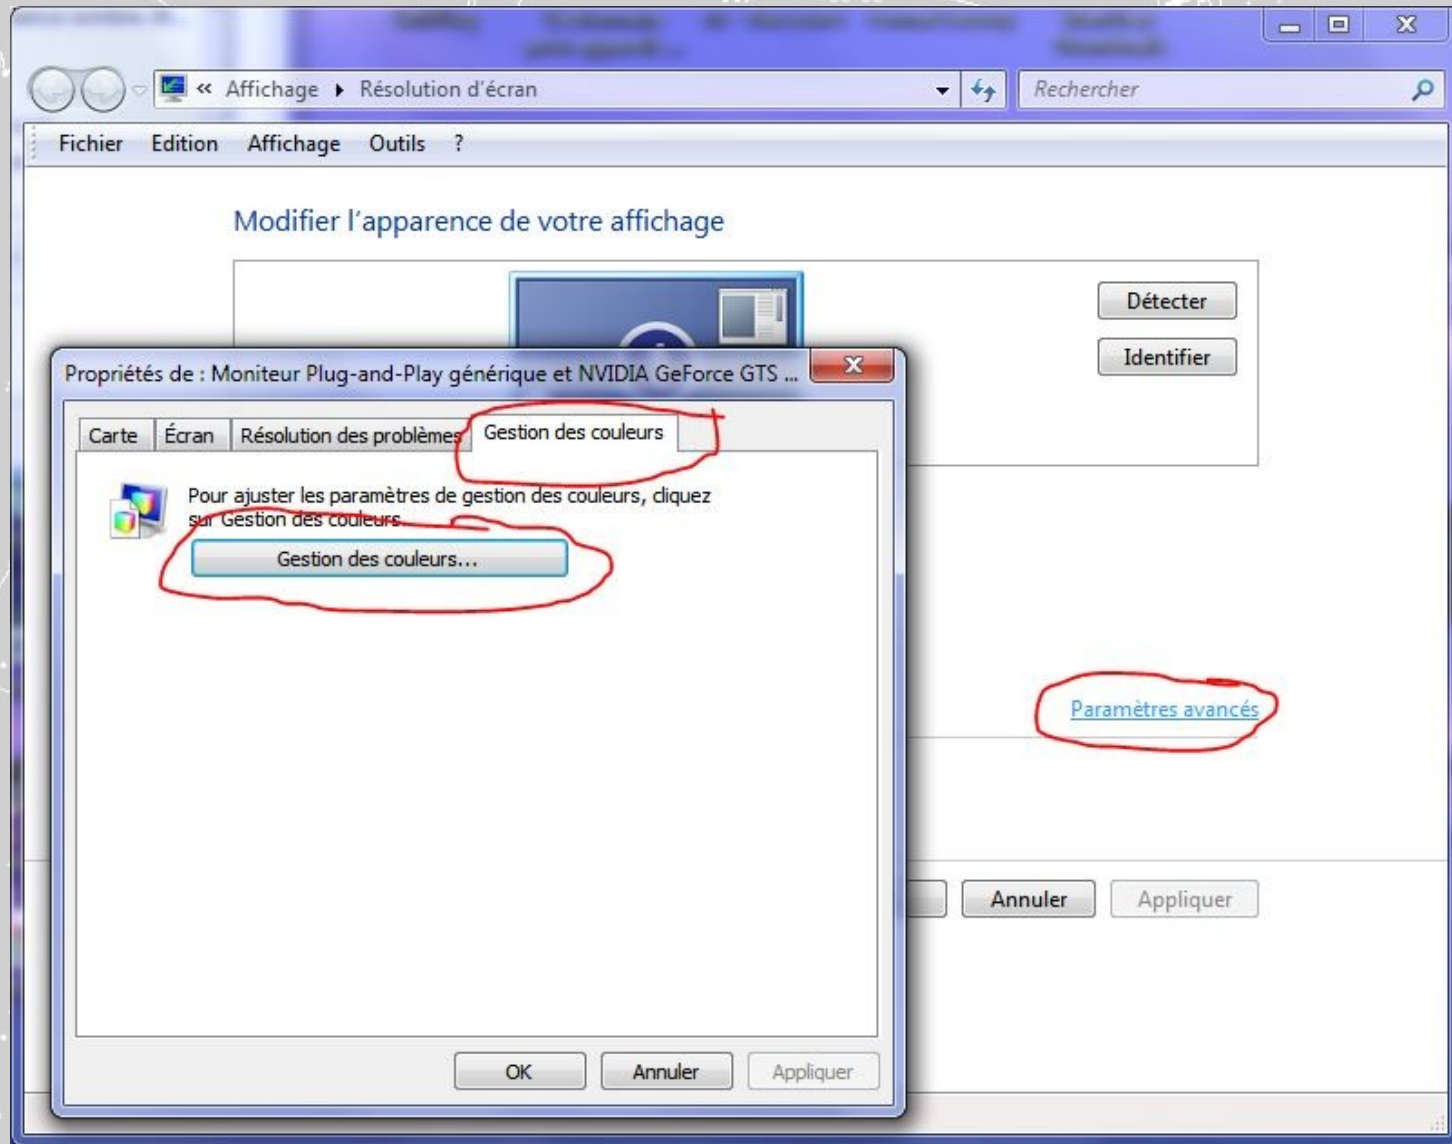 « Affichage ▸ Résolution d'écran
Rechercher
Fichier Edition Affichage Outils ?
Modifier l'apparence de votre affichage
Détecter
Identifier
Propriétés de : Moniteur Plug-and-Play générique et NVIDIA GeForce GTS ...
Carte Écran Résolution des problèmes Gestion des couleurs
Pour ajuster les paramètres de gestion des couleurs, cliquez
sur Gestion des couleurs.
Gestion des couleurs...
Paramètres avancés
Annuler Appliquer
OK Annuler Appliquer